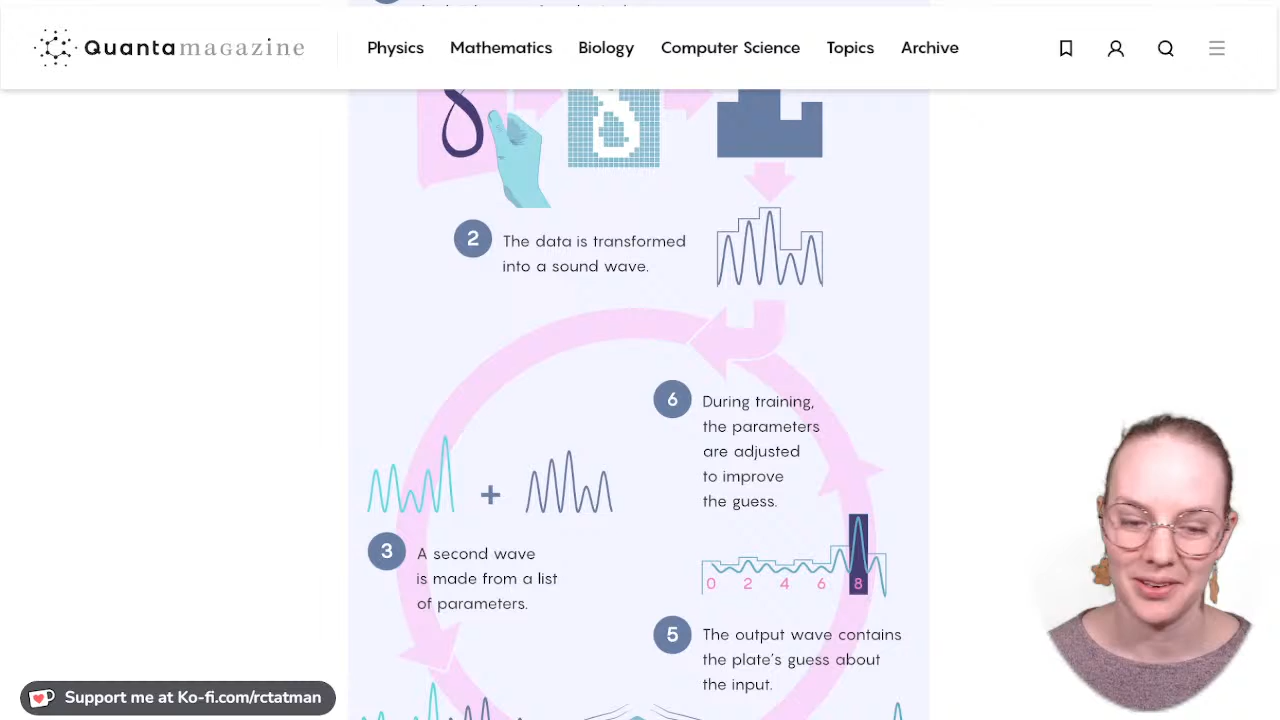 Quantamagazine
Physics
Mathematics
Biology
Computer Science
Topics
Archive
8
8
2
The data is transformed
into a sound wave.
6
During training,
the parameters
are adjusted
to improve
the guess.
+
3
A second wave
is made from a list
of parameters.
0 2 4 6 8
5
The output wave contains
the plate's guess about
the input.
Support me at Ko-fi.com/rctatman